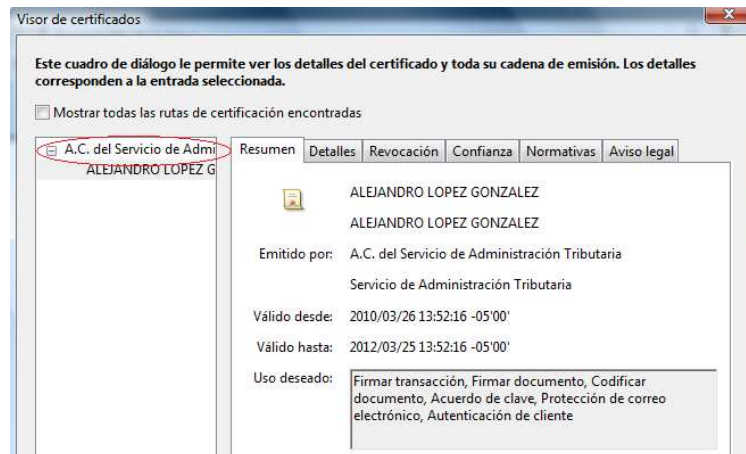 Visor de certificados
Este cuadro de diálogo le permite ver los detalles del certificado y toda su cadena de emisión. Los detalles
corresponden a la entrada seleccionada.
Mostrar todas las rutas de certificación encontradas
A.C. del Servicio de Admi
ALEJANDRO LOPEZ G
Resumen Detalles Revocación Confianza Normativas Aviso legal
ALEJANDRO LOPEZ GONZALEZ
ALEJANDRO LOPEZ GONZALEZ
Emitido por: A.C. del Servicio de Administración Tributaria
Servicio de Administración Tributaria
Válido desde: 2010/03/26 13:52:16 -05'00'
Válido hasta: 2012/03/25 13:52:16 -05'00'
Uso deseado: Firmar transacción, Firmar documento, Codificar
documento, Acuerdo de clave, Protección de correo
electrónico, Autenticación de cliente